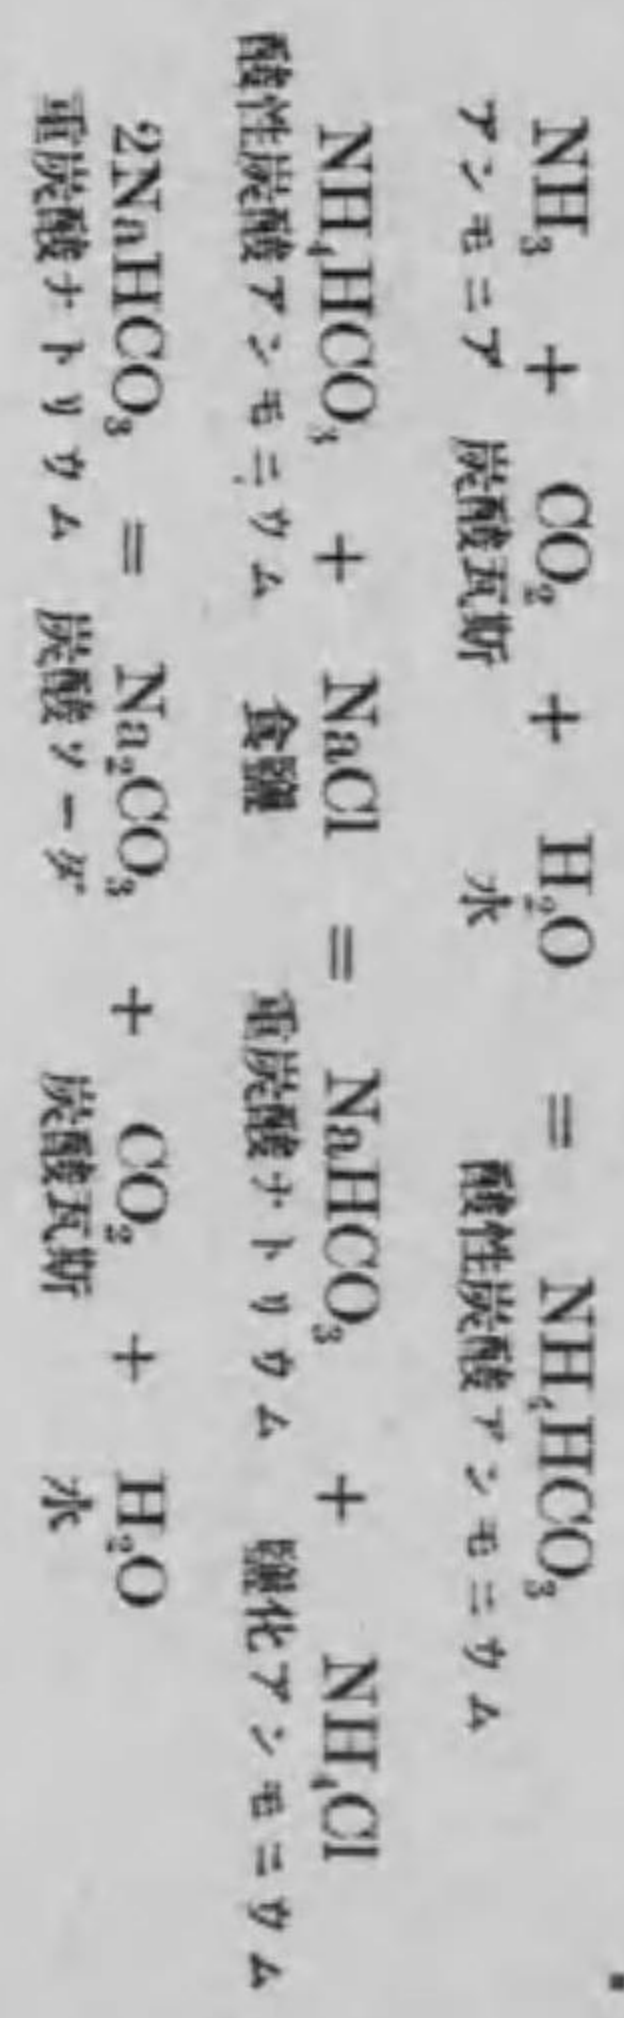 NH₃ + CO₂ + H₂O = NH₄HCO₃
アンモニア 炭酸瓦斯 水 酸性炭酸アンモニウム
NH₄HCO₃ + NaCl = NaHCO₃ + NH₄Cl
酸性炭酸アンモニウム 食鹽 重炭酸ナトリウム 鹽化アンモニウム
2NaHCO₃ = Na₂CO₃ + CO₂ + H₂O
重炭酸ナトリウム 炭酸ソーダ 炭酸瓦斯 水